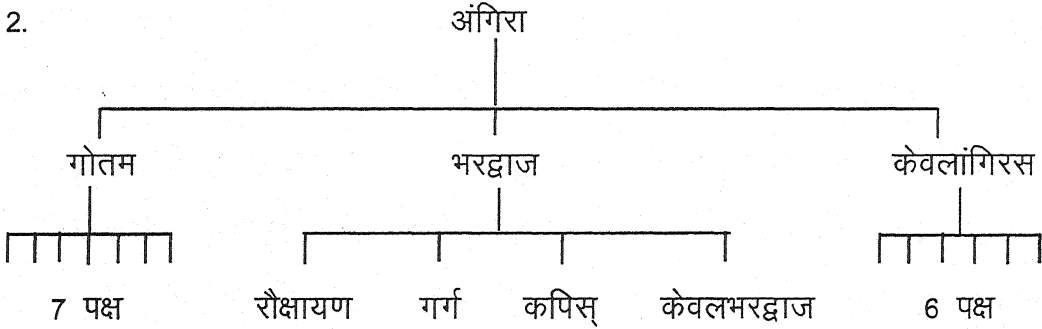 2. अंगिरा
गोतम भरद्वाज केवलांगिरस
7 पक्ष रौक्षायण गर्ग कपिस् केवलभरद्वाज 6 पक्ष